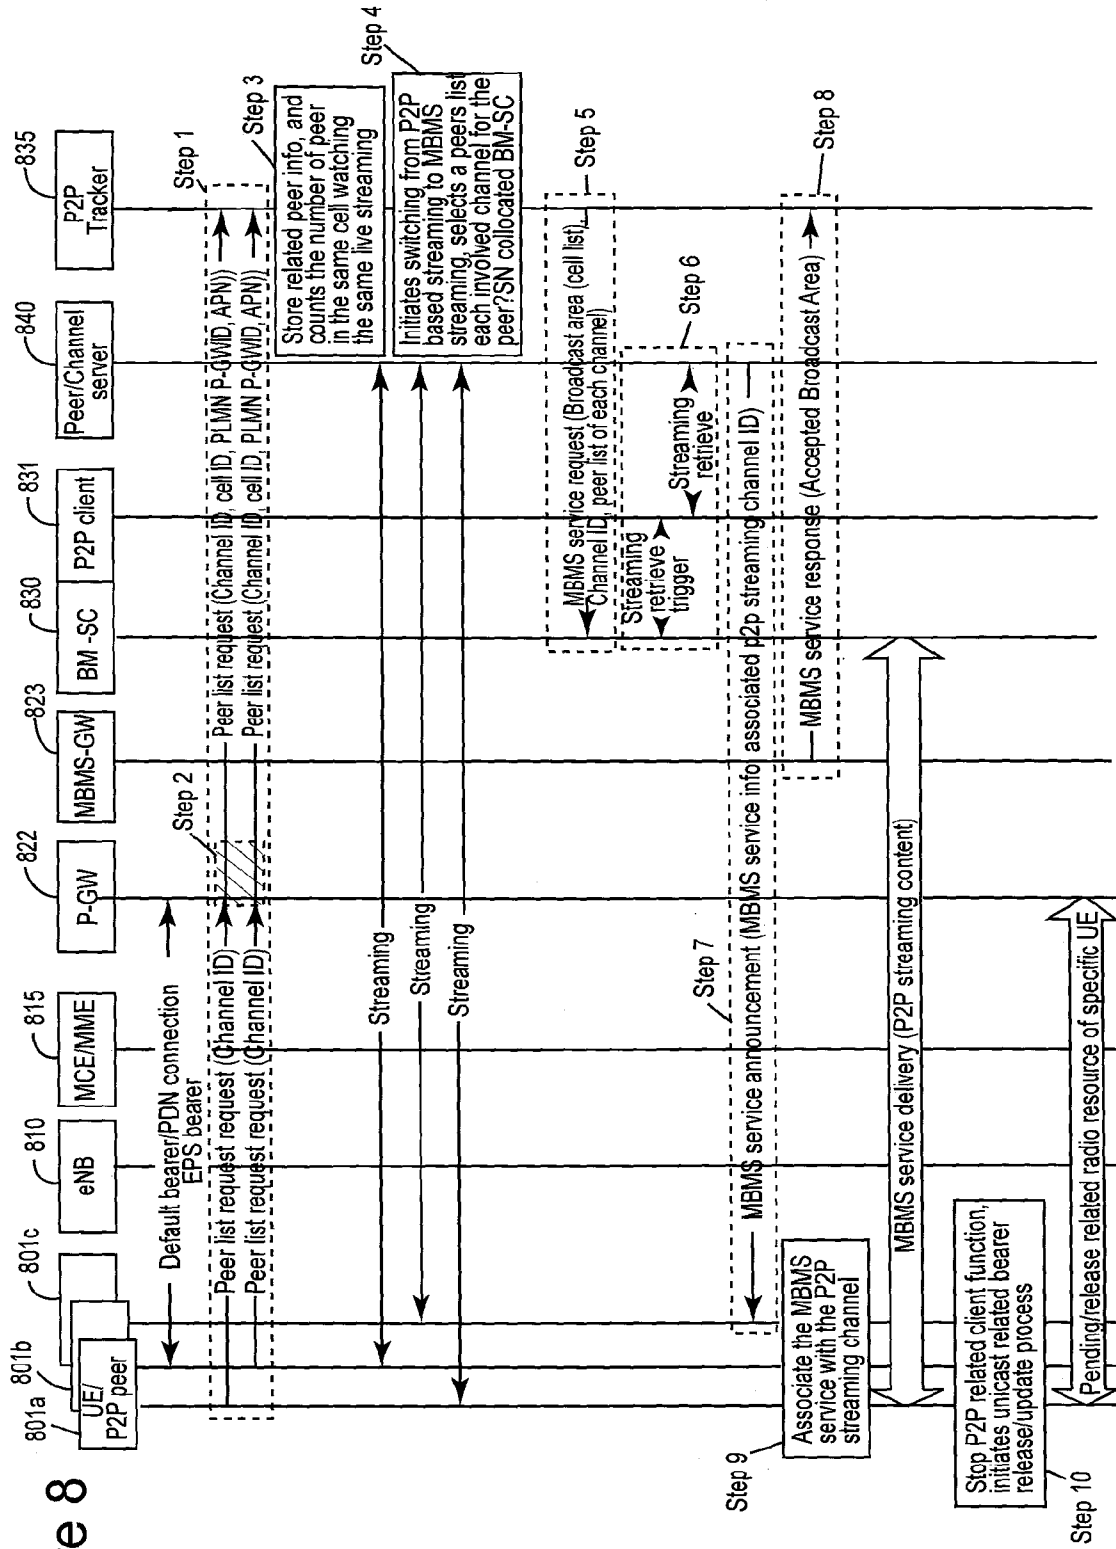 e 8
801a
801b
801c
UE/
P2P peer
810
eNB
815
MCE/MME
822
P-GW
823
MBMS-GW
830
BM -SC
831
P2P client
840
Peer/Channel
server
835
P2P
Tracker
Default bearer/PDN connection
EPS bearer
Step 1
Step 2
Peer list request request (Channel ID)
Peer list request (Channel ID, cell ID, PLMN P-GWID, APN))
Peer list request request (Channel ID)
Peer list request (Channel ID, cell ID, PLMN P-GWID, APN))
Step 3
Store related peer info, and
counts the number of peer
in the same cell watching
the same live streaming
Step 4
Initiates switching from P2P
based streaming to MBMS
streaming, selects a peers list
each involved channel for the
peer?SN collocated BM-SC
Streaming
Streaming
Streaming
Step 5
MBMS service request (Broadcast area (cell list),
Channel ID, peer list of each channel)
Step 6
Streaming
retrieve
trigger
Streaming
retrieve
Step 7
MBMS service announcement (MBMS service info associated p2p streaming channel ID)
Step 8
MBMS service response (Accepted Broadcast Area)
Step 9
Associate the MBMS
service with the P2P
streaming channel
MBMS service delivery (P2P streaming content)
Step 10
Stop P2P related client function,
initiates unicast related bearer
release/update process
Pending/release related radio resource of specific UE